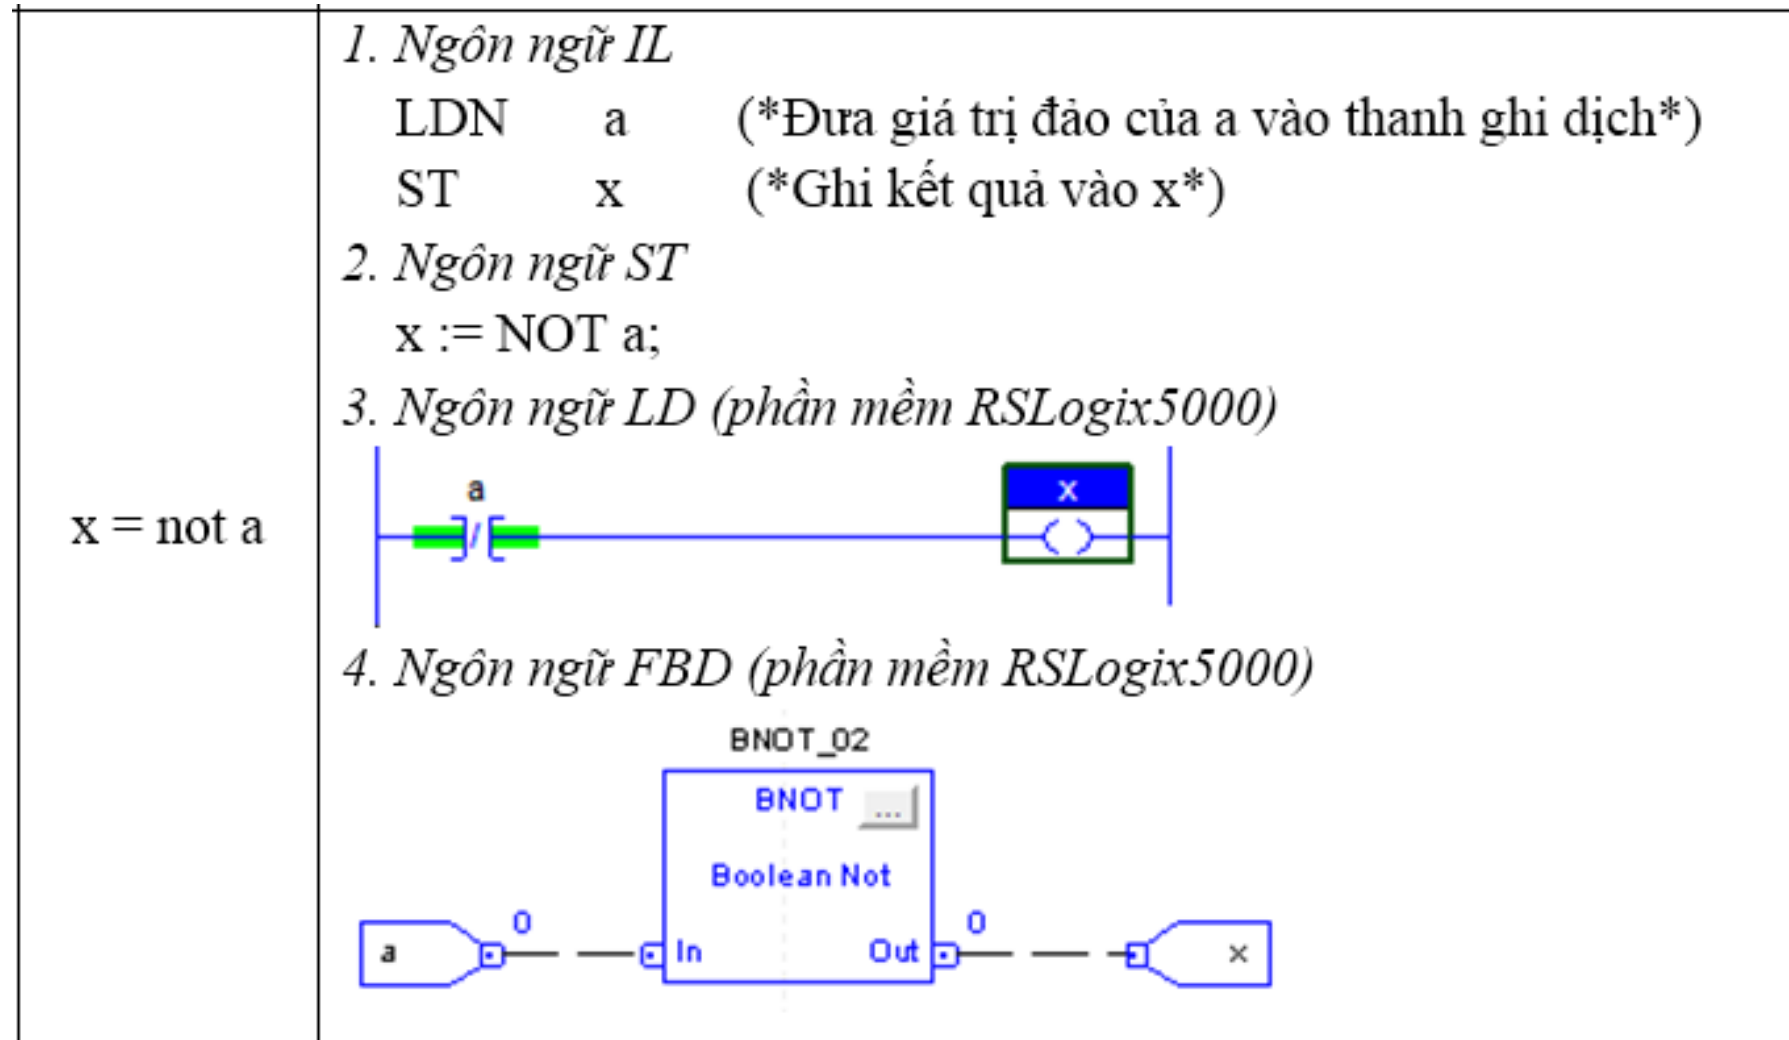 1. Ngôn ngữ IL
LDN a (*Đưa giá trị đảo của a vào thanh ghi dịch*)
ST x (*Ghi kết quả vào x*)
2. Ngôn ngữ ST
x := NOT a;
3. Ngôn ngữ LD (phần mềm RSLogix5000)
a x
x = not a
4. Ngôn ngữ FBD (phần mềm RSLogix5000)
BNOT_02
BNOT ...
Boolean Not
0 0
a In Out x